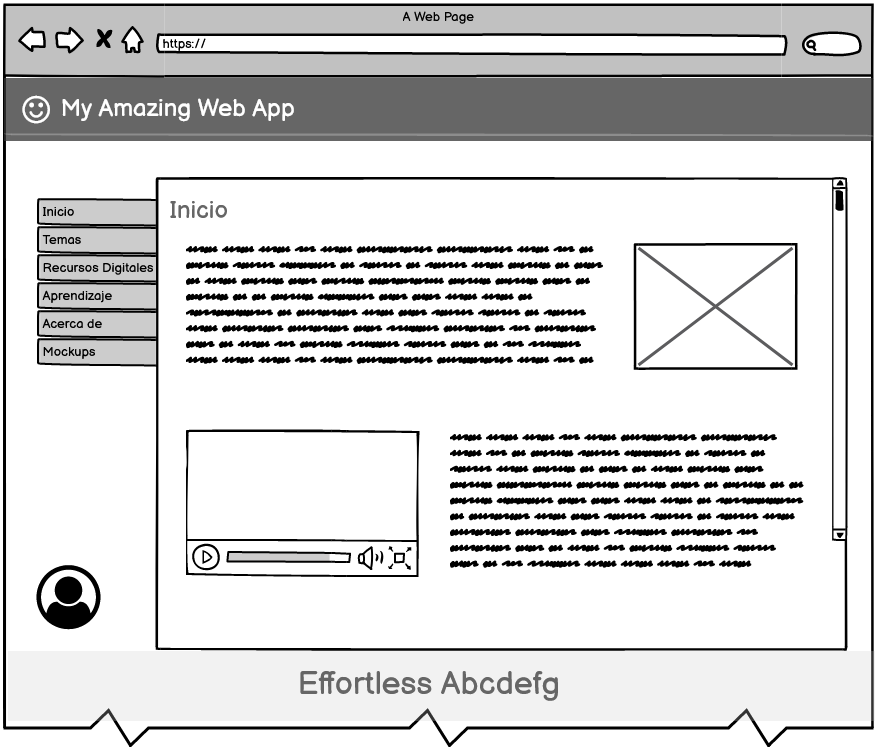 A Web Page
https://
My Amazing Web App
Inicio
Temas
Recursos Digitales
Aprendizaje
Acerca de
Mockups
Inicio
Effortless Abcdefg